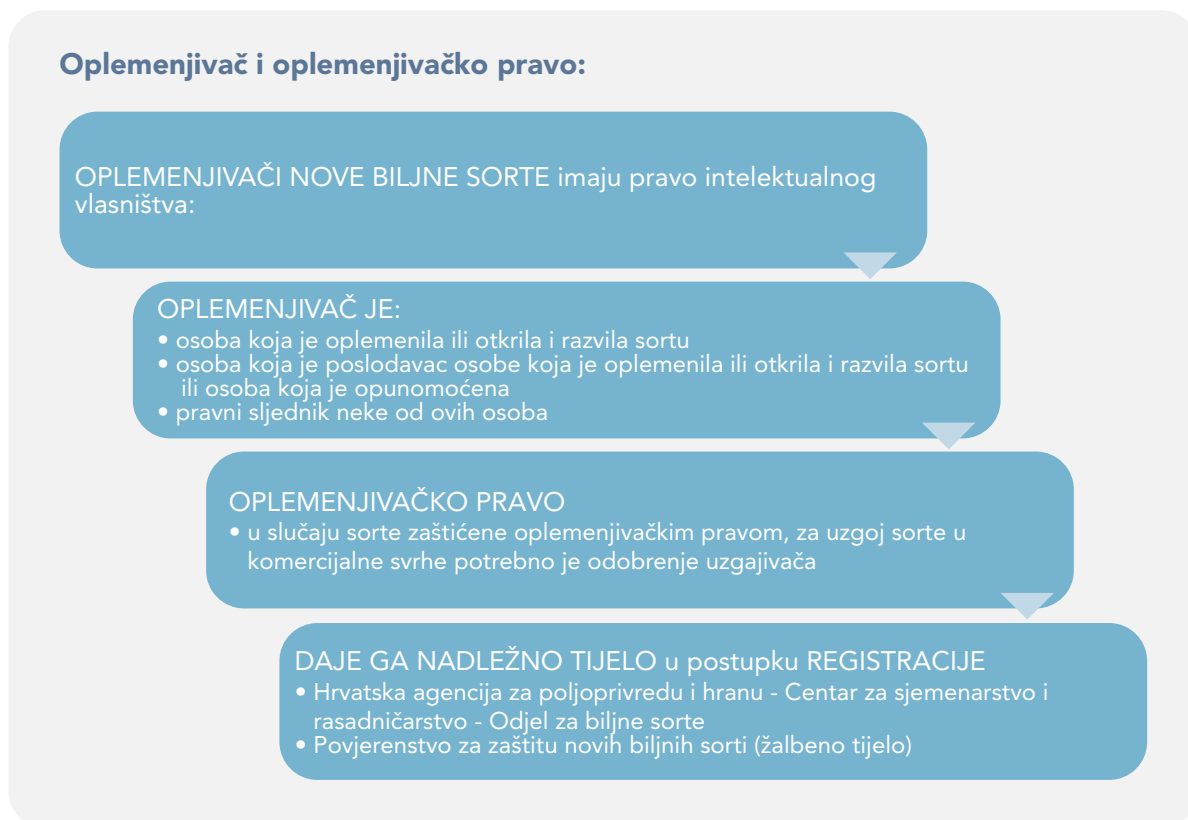 Oplemenjivač i oplemenjivačko pravo:
OPLEMENJIVAČI NOVE BILJNE SORTE imaju pravo intelektualnog
vlasništva:
OPLEMENJIVAČ JE:
• osoba koja je oplemenila ili otkrila i razvila sortu
• osoba koja je poslodavac osobe koja je oplemenila ili otkrila i razvila sortu
ili osoba koja je opunomoćena
• pravni sljednik neke od ovih osoba
OPLEMENJIVAČKO PRAVO
• u slučaju sorte zaštićene oplemenjivačkim pravom, za uzgoj sorte u
komercijalne svrhe potrebno je odobrenje uzgajivača
DAJE GA NADLEŽNO TIJELO u postupku REGISTRACIJE
• Hrvatska agencija za poljoprivredu i hranu - Centar za sjemenarstvo i
rasadničarstvo - Odjel za biljne sorte
• Povjerenstvo za zaštitu novih biljnih sorti (žalbeno tijelo)